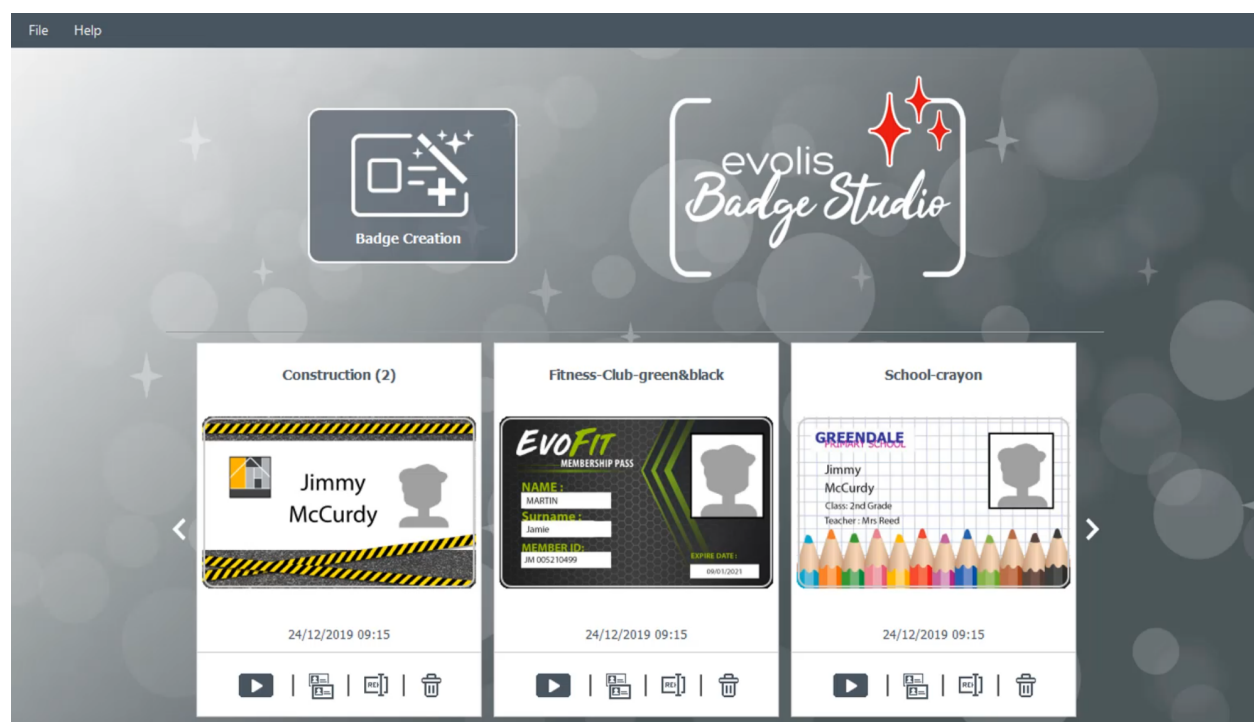 File Help
evolis
Badge Studio
Badge Creation
Construction (2)
Jimmy
McCurdy
24/12/2019 09:15
Fitness-Club-green&black
EVOFIT
MEMBERSHIP PASS
NAME :
MARTIN
Surname :
Jamie
MEMBER ID:
JM 005210499
EXPIRE DATE :
09/01/2021
24/12/2019 09:15
School-crayon
GREENDALE
PRIMARY SCHOOL
Jimmy
McCurdy
Class: 2nd Grade
Teacher : Mrs Reed
24/12/2019 09:15